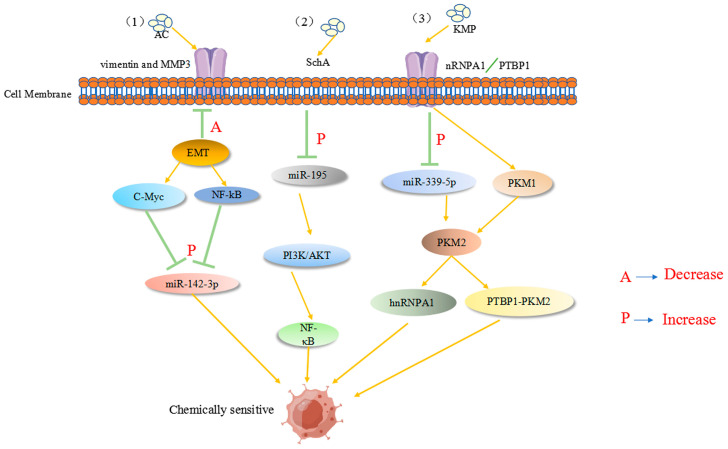 （1）
AC
（2）
（3）
KMP
vimentin and MMP3
SchA
nRNPA1/PTBP1
Cell Membrane
A
P
P
EMT
miR-195
miR-339-5p
PKM1
C-Myc
NF-kB
P
PKM2
PI3K/AKT
miR-142-3p
A → Decrease
hnRNPA1
PTBP1-PKM2
P → Increase
NF-
κB
Chemically sensitive